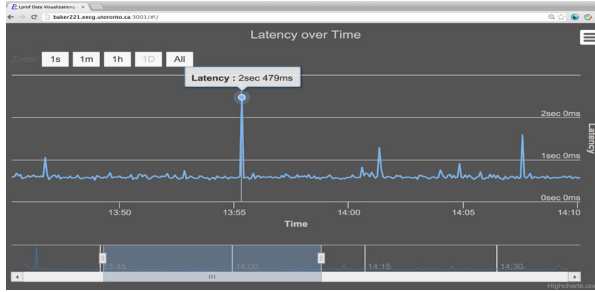 Lprof Data Visualizations
baker221.eecg.utoronto.ca:3001/#!/
Latency over Time
Zoom 1s 1m 1h 1D All
Latency : 2sec 479ms
2sec 0ms
1sec 0ms
0sec 0ms
Latency
13:50 13:55 14:00 14:05 14:10
Time
13:45 14:00 14:15 14:30
Highcharts.com